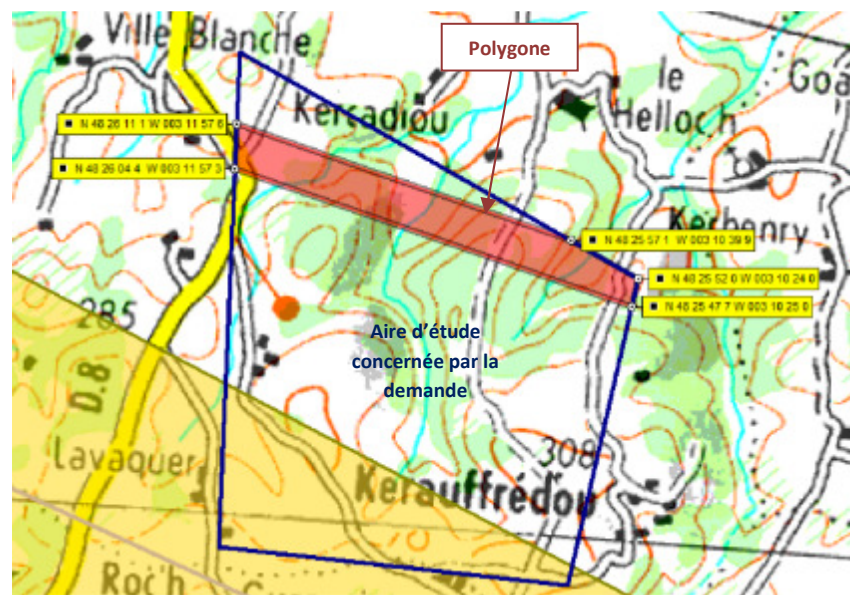 Ville Blanche
Polygone
Kercadiou
le
Helloch
Goa
N 48 26 11 1 W 003 11 57 6
N 48 26 04 4 W 003 11 57 3
N 48 25 57 1 W 003 10 39 9
Kerhenry
N 48 25 52 0 W 003 10 24 0
N 48 25 47 7 W 003 10 25 8
285
Aire d'étude
concernée par la
demande
D.8
Lavaquer
308
Kerauffrédou
Roc'h